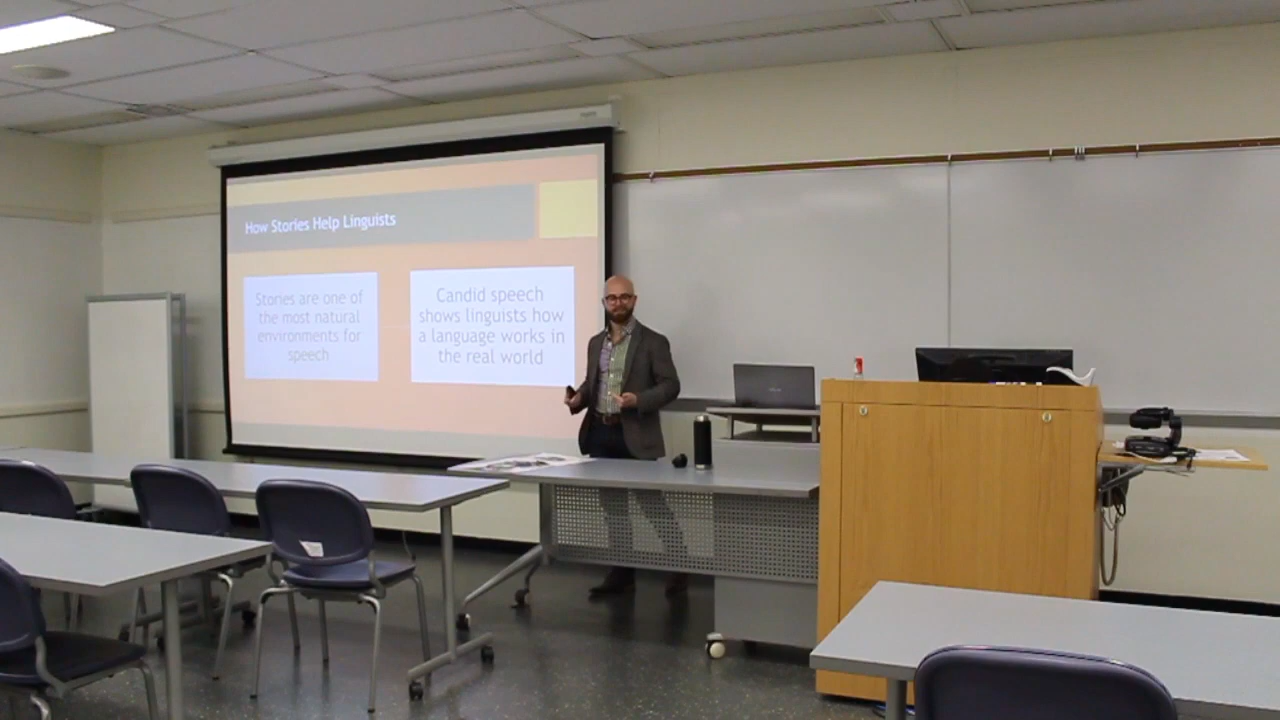 How Stories Help Linguists
Stories are one of
the most natural
environments for
speech
Candid speech
shows linguists how
a language works in
the real world